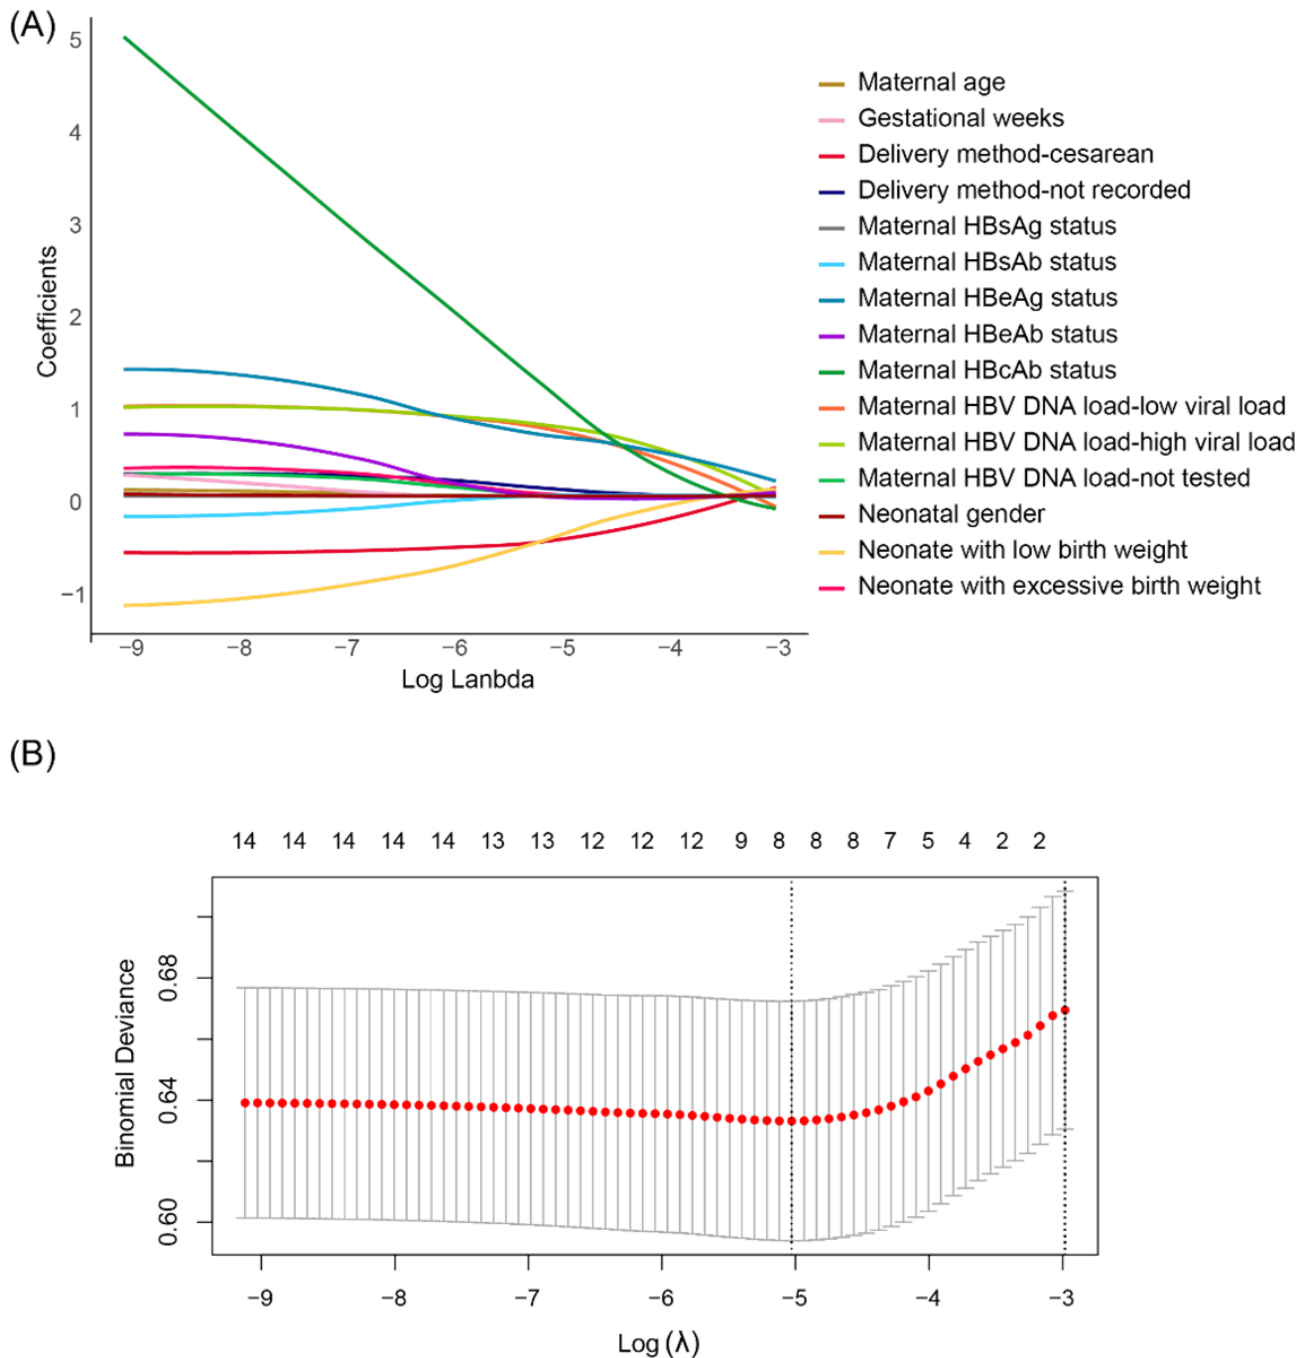 (A)
5
4
3
2
1
0
−1
Coefficients
−9 −8 −7 −6 −5 −4 −3
Log Lanbda
Maternal age
Gestational weeks
Delivery method-cesarean
Delivery method-not recorded
Maternal HBsAg status
Maternal HBsAb status
Maternal HBeAg status
Maternal HBeAb status
Maternal HBcAb status
Maternal HBV DNA load-low viral load
Maternal HBV DNA load-high viral load
Maternal HBV DNA load-not tested
Neonatal gender
Neonate with low birth weight
Neonate with excessive birth weight
(B)
14 14 14 14 14 13 13 12 12 12 9 8 8 8 7 5 4 2 2
0.68
0.64
0.60
Binomial Deviance
−9 −8 −7 −6 −5 −4 −3
Log (λ)